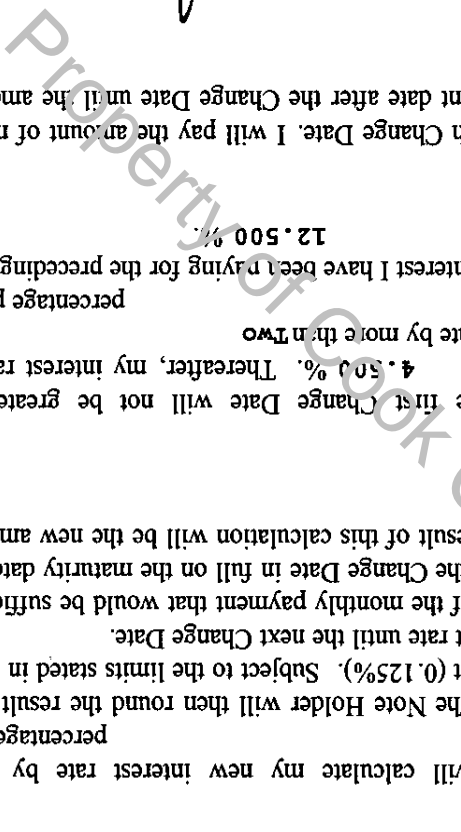 ill calculate my new interest rate by
percentage
he Note Holder will then round the result
t (0.125%). Subject to the limits stated in
t rate until the next Change Date.
f the monthly payment that would be suffic
he Change Date in full on the maturity date
esult of this calculation will be the new am
e first Change Date will not be greate
4.500 %. Thereafter, my interest ra
te by more than Two
percentage p
nterest I have been paying for the preceding
12.500 %.
h Change Date. I will pay the amount of n
nt date after the Change Date until the amo
Property of Cook C